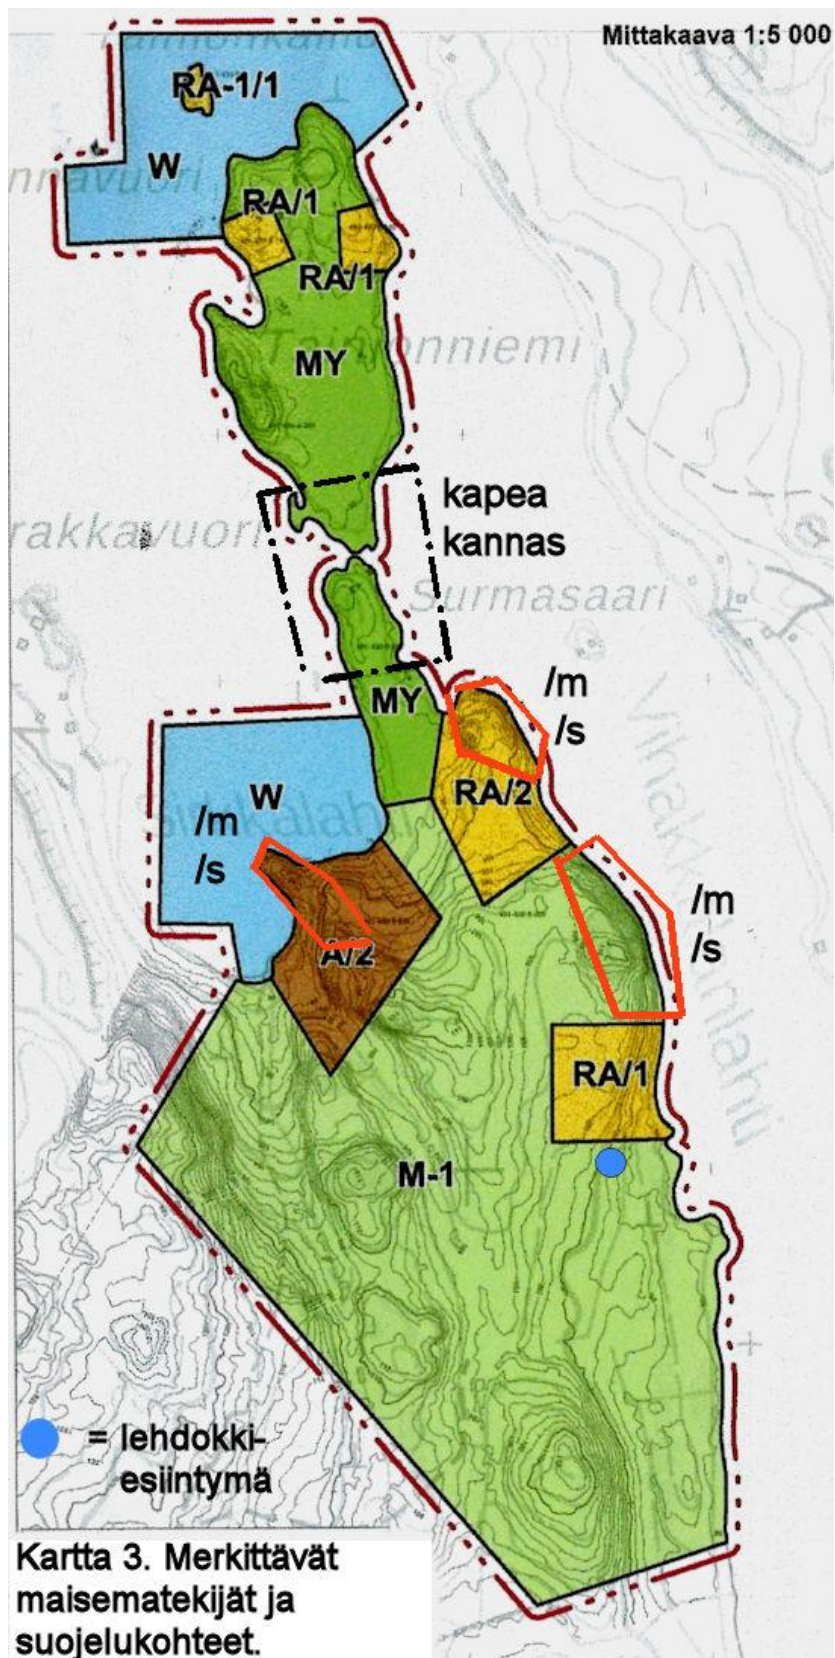 Mittakaava 1:5 000
RA-1/1
W
RA/1
RA/1
Tainionniemi
MY
kapea
kannas
Surmasaari
MY
/m
/s
RA/2
W
/m
/s
/m
/s
A/2
RA/1
M-1
= lehdokki-
esiintymä
Kartta 3. Merkittävät
maisematekijät ja
suojelukohteet.